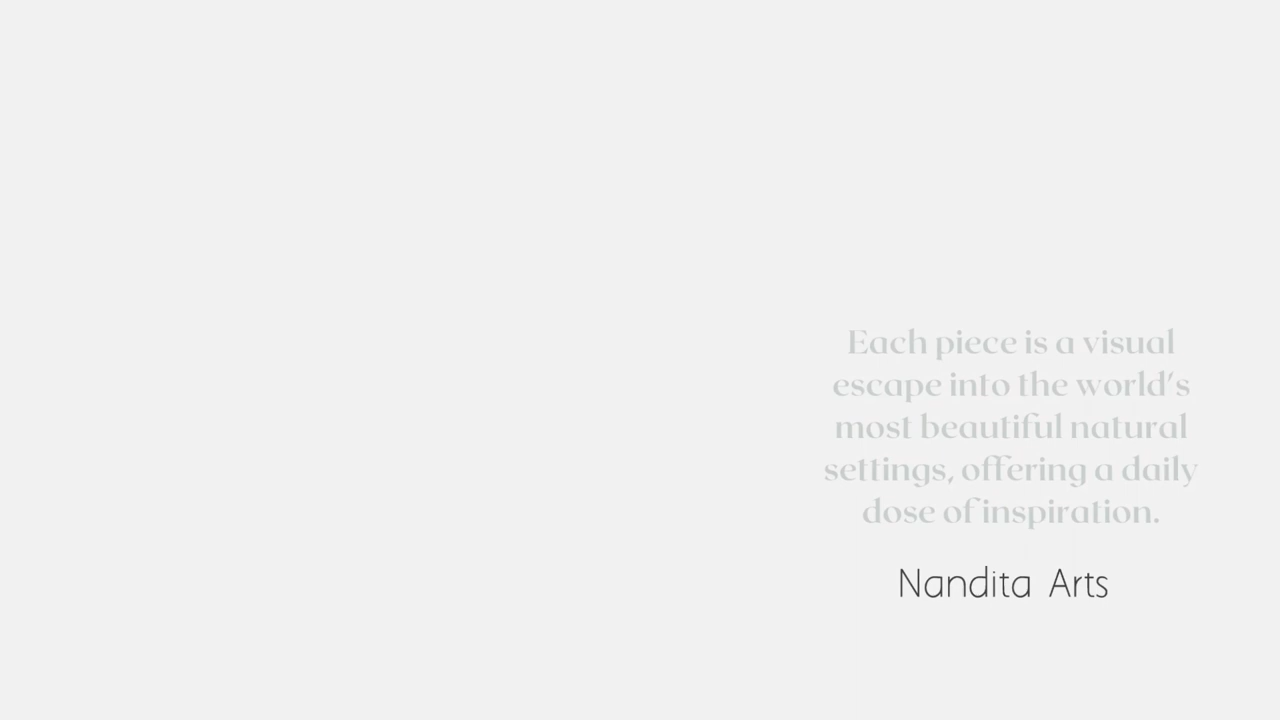 Each piece is a visual
escape into the world's
most beautiful natural
settings, offering a daily
dose of inspiration.
Nandita Arts